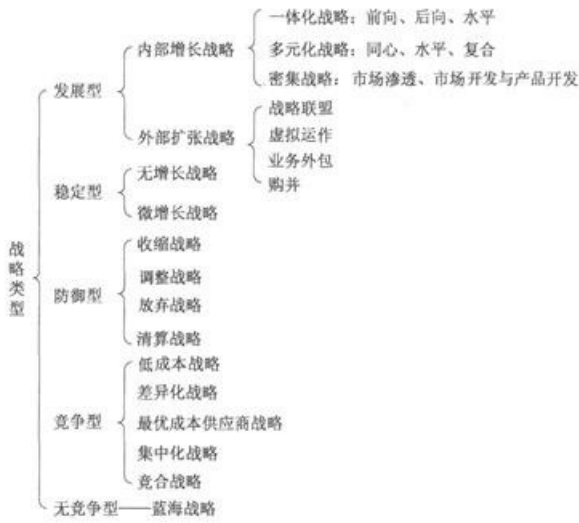 战略类型
发展型
内部增长战略
一体化战略：前向、后向、水平
多元化战略：同心、水平、复合
密集战略：市场渗透、市场开发与产品开发
外部扩张战略
战略联盟
虚拟运作
业务外包
购并
稳定型
无增长战略
微增长战略
防御型
收缩战略
调整战略
放弃战略
清算战略
竞争型
低成本战略
差异化战略
最优成本供应商战略
集中化战略
竞合战略
无竞争型——蓝海战略